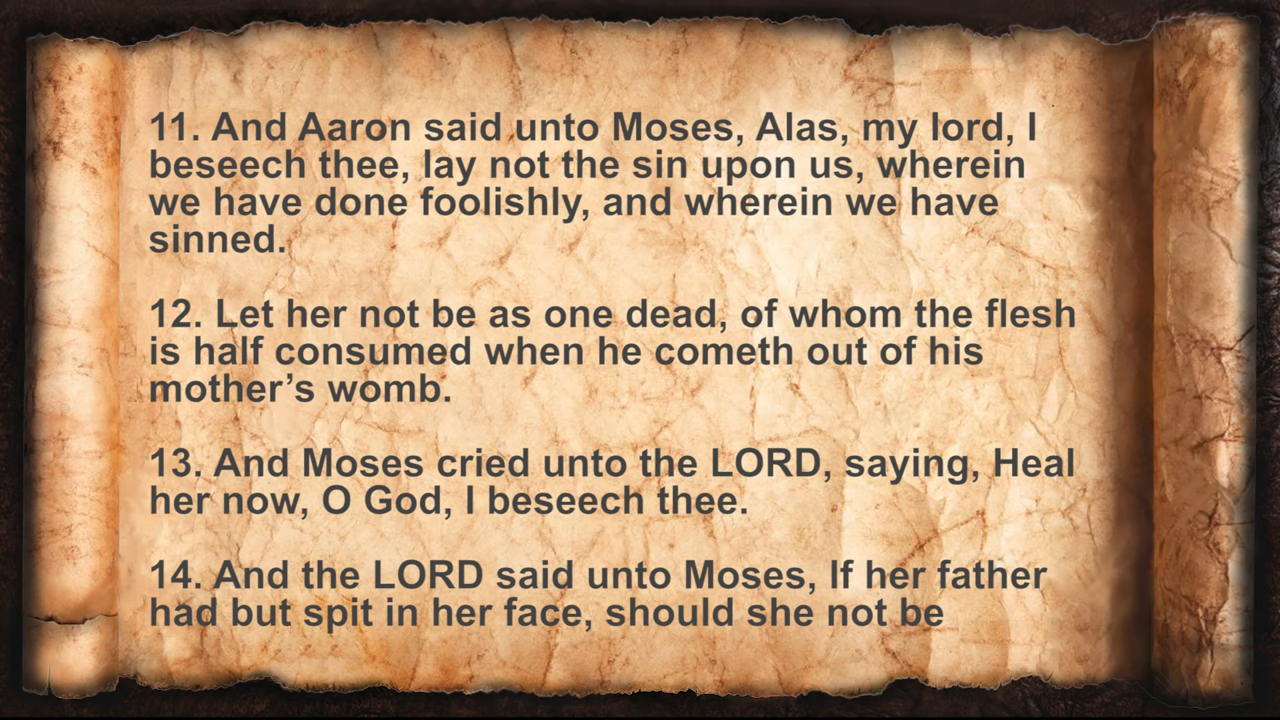 11. And Aaron said unto Moses, Alas, my lord, I
beseech thee, lay not the sin upon us, wherein
we have done foolishly, and wherein we have
sinned.
12. Let her not be as one dead, of whom the flesh
is half consumed when he cometh out of his
mother’s womb.
13. And Moses cried unto the LORD, saying, Heal
her now, O God, I beseech thee.
14. And the LORD said unto Moses, If her father
had but spit in her face, should she not be